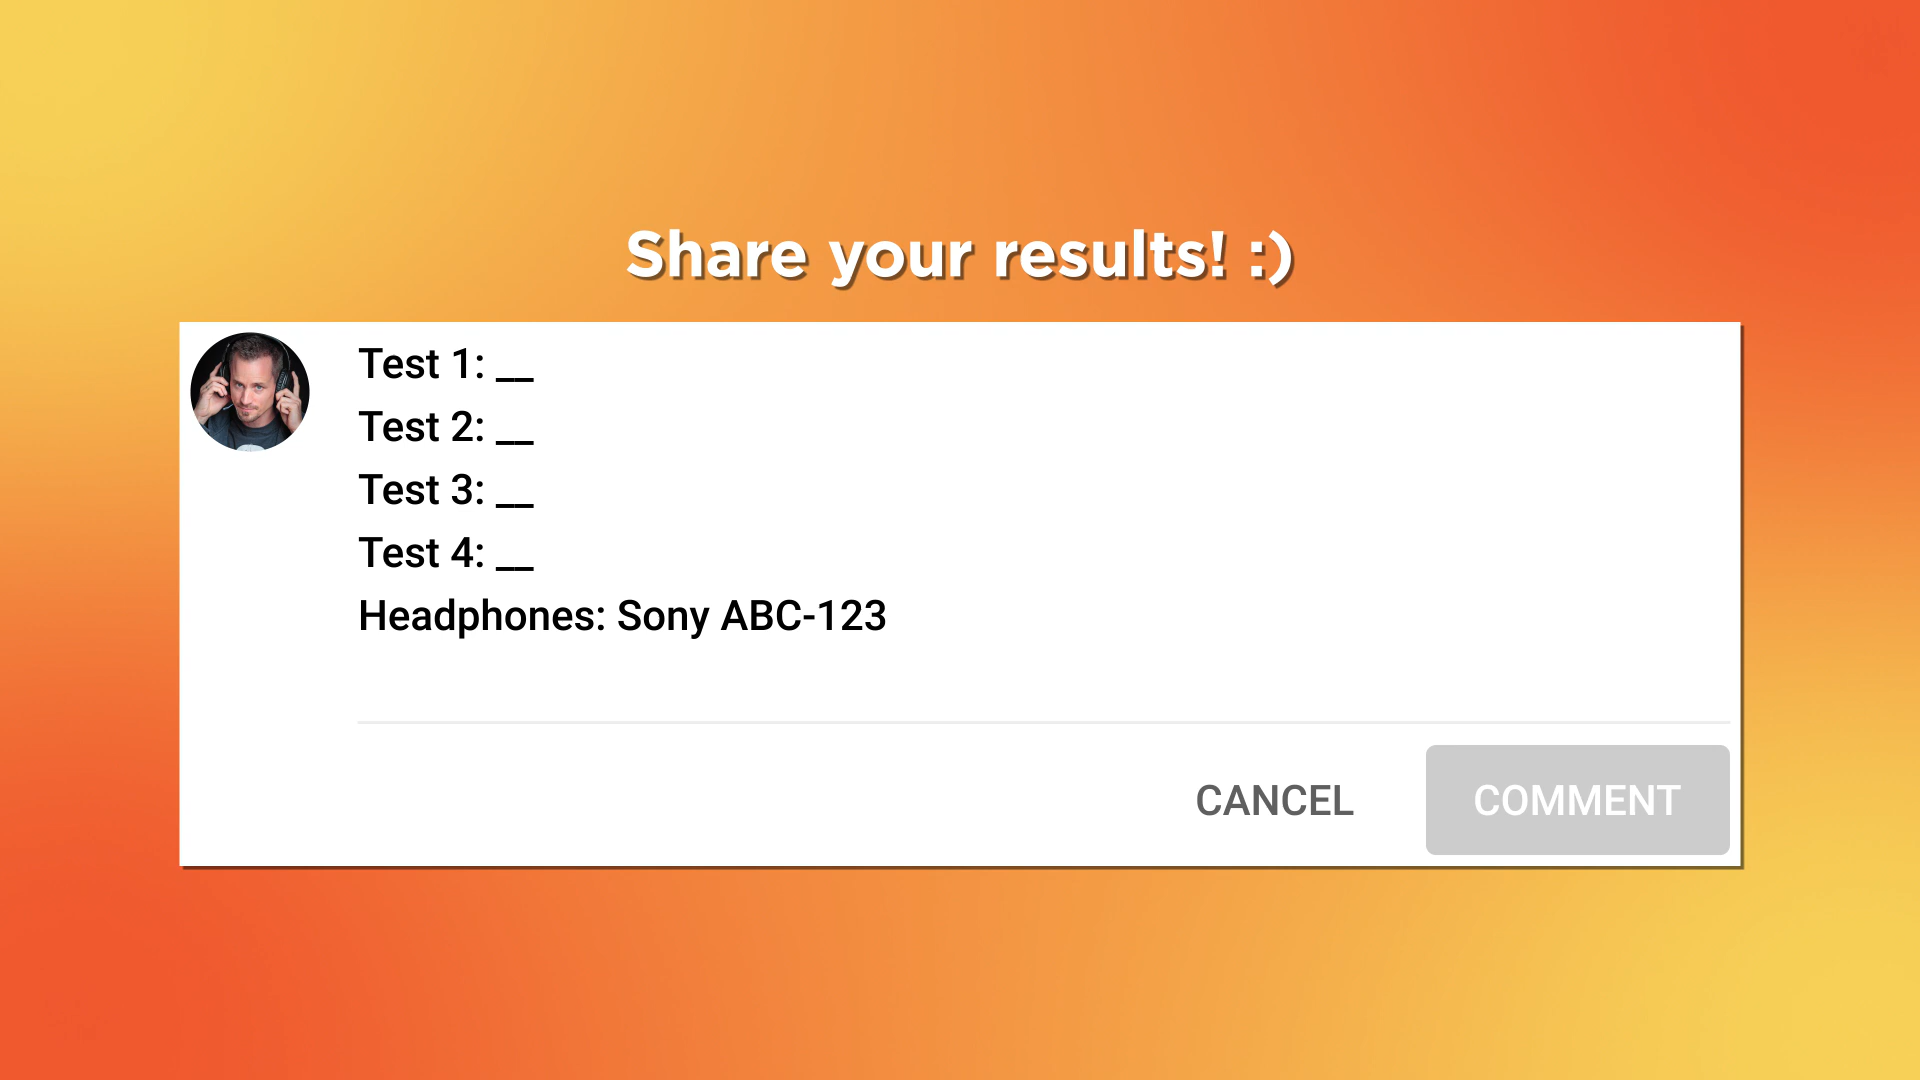 Share your results! :)
Test 1: __
Test 2: __
Test 3: __
Test 4: __
Headphones: Sony ABC-123
CANCEL
COMMENT